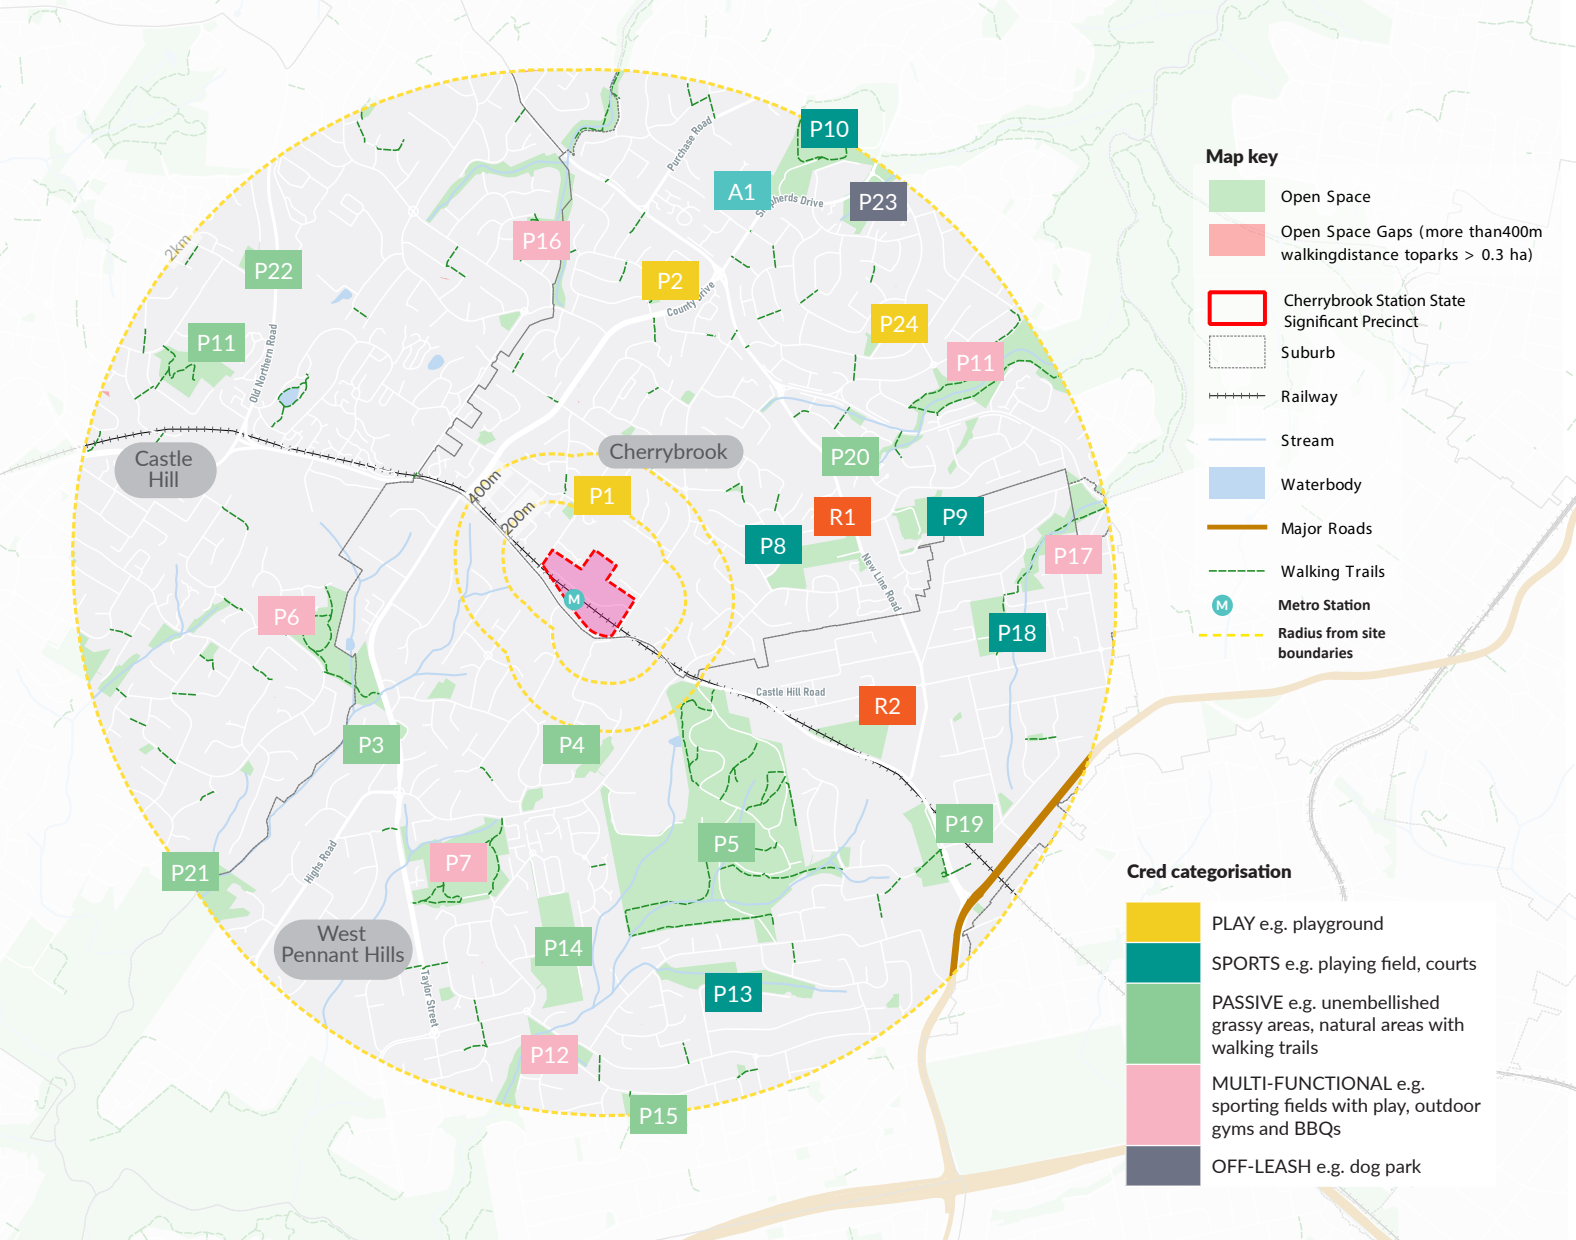 P10
Purchase Road
A1
P23
Shepherds Drive
P16
2km
P22
P2
County Drive
P24
P11
P11
Old Northern Road
Castle
Hill
Cherrybrook
P20
400m
P1
200m
R1
P9
P8
P17
New Line Road
M
P6
P18
Castle Hill Road
R2
P3
P4
P19
P5
P7
Highs Road
P21
West
Pennant Hills
P14
Taylor Street
P13
P12
P15
Map key
Open Space
Open Space Gaps (more than400m
walkingdistance toparks > 0.3 ha)
Cherrybrook Station State
Significant Precinct
Suburb
Railway
Stream
Waterbody
Major Roads
Walking Trails
M
Metro Station
Radius from site
boundaries
Cred categorisation
PLAY e.g. playground
SPORTS e.g. playing field, courts
PASSIVE e.g. unembellished
grassy areas, natural areas with
walking trails
MULTI-FUNCTIONAL e.g.
sporting fields with play, outdoor
gyms and BBQs
OFF-LEASH e.g. dog park